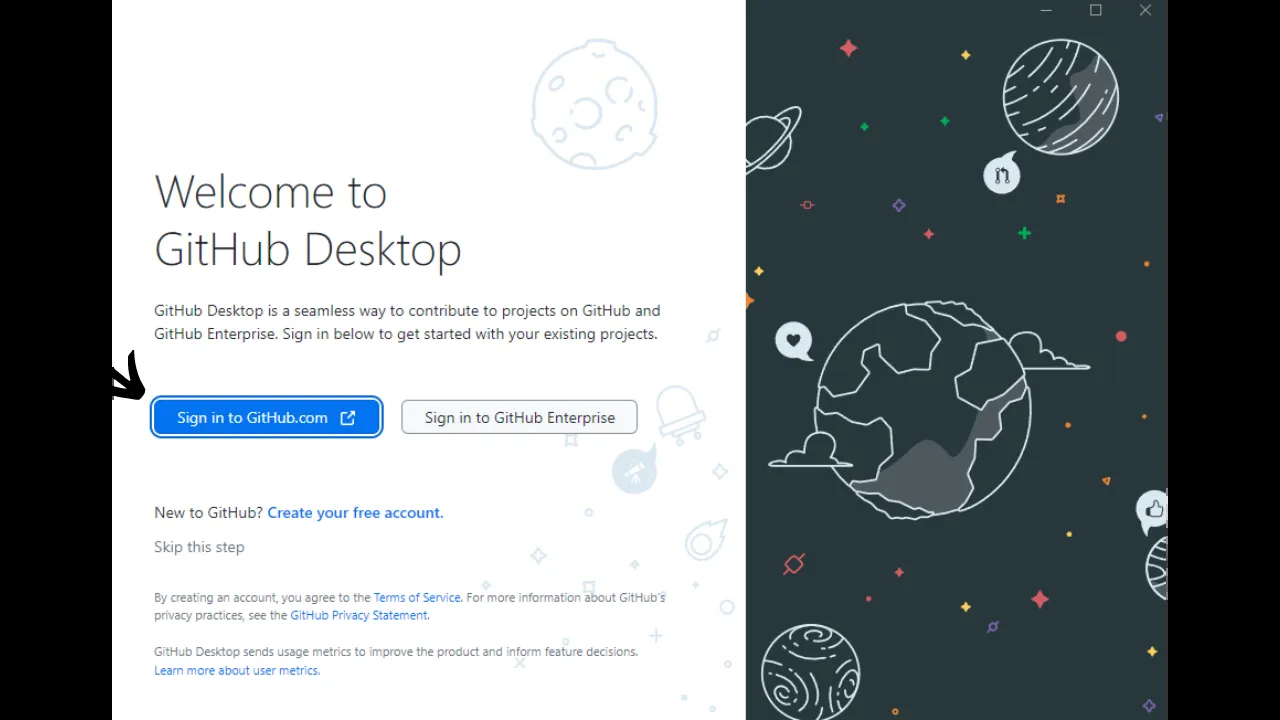 Welcome to
GitHub Desktop
GitHub Desktop is a seamless way to contribute to projects on GitHub and
GitHub Enterprise. Sign in below to get started with your existing projects.
Sign in to GitHub.com
Sign in to GitHub Enterprise
New to GitHub? Create your free account.
Skip this step
By creating an account, you agree to the Terms of Service. For more information about GitHub's
privacy practices, see the GitHub Privacy Statement.
GitHub Desktop sends usage metrics to improve the product and inform feature decisions.
Learn more about user metrics.